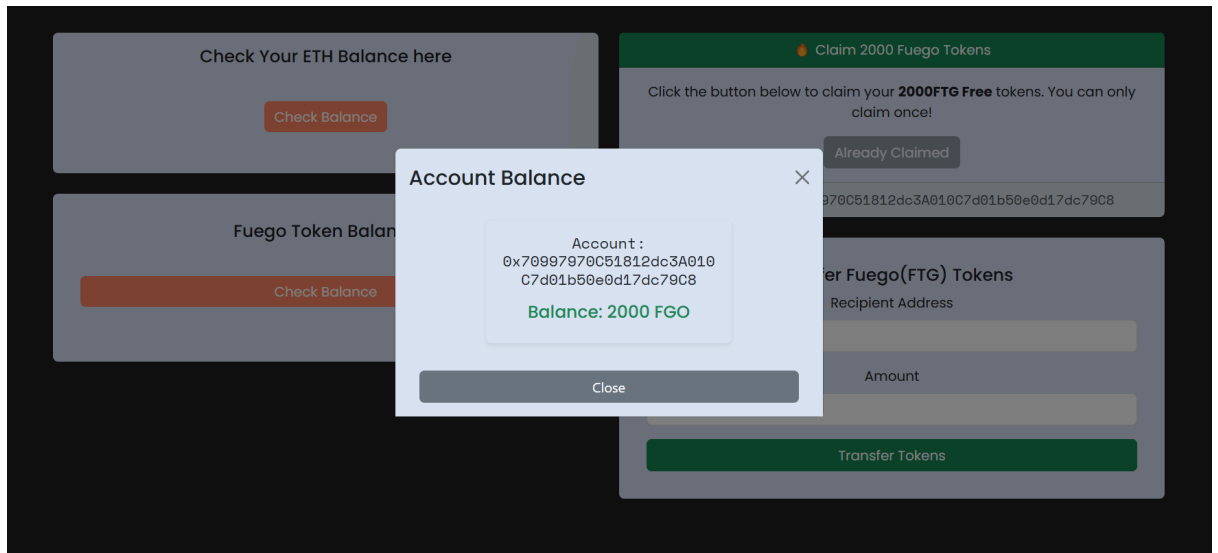 Check Your ETH Balance here
Check Balance
Fuego Token Balan
Check Balance
🔥 Claim 2000 Fuego Tokens
Click the button below to claim your 2000FTG Free tokens. You can only
claim once!
Already Claimed
970C51812dc3A010C7d01b50e0d17dc79C8
er Fuego(FTG) Tokens
Recipient Address
Amount
Transfer Tokens
Account Balance
Account:
0x70997970C51812dc3A010
C7d01b50e0d17dc79C8
Balance: 2000 FGO
Close